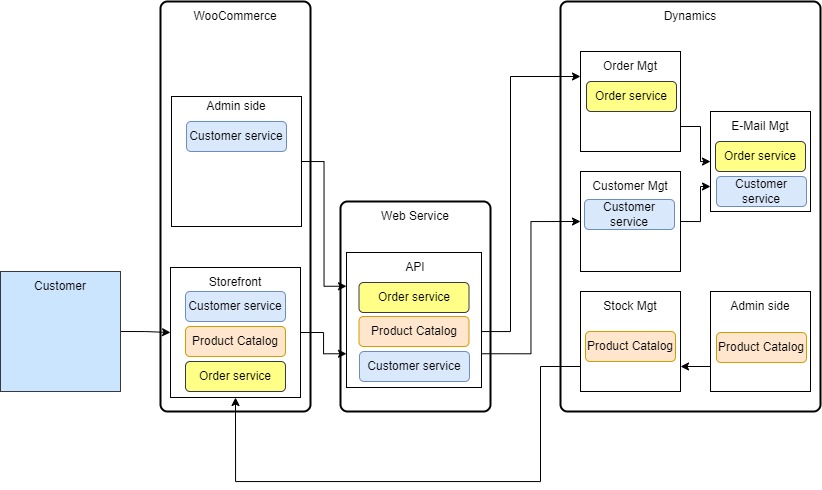 Customer
WooCommerce
Admin side
Customer service
Storefront
Customer service
Product Catalog
Order service
Web Service
API
Order service
Product Catalog
Customer service
Dynamics
Order Mgt
Order service
E-Mail Mgt
Order service
Customer
service
Customer Mgt
Customer
service
Stock Mgt
Product Catalog
Admin side
Product Catalog